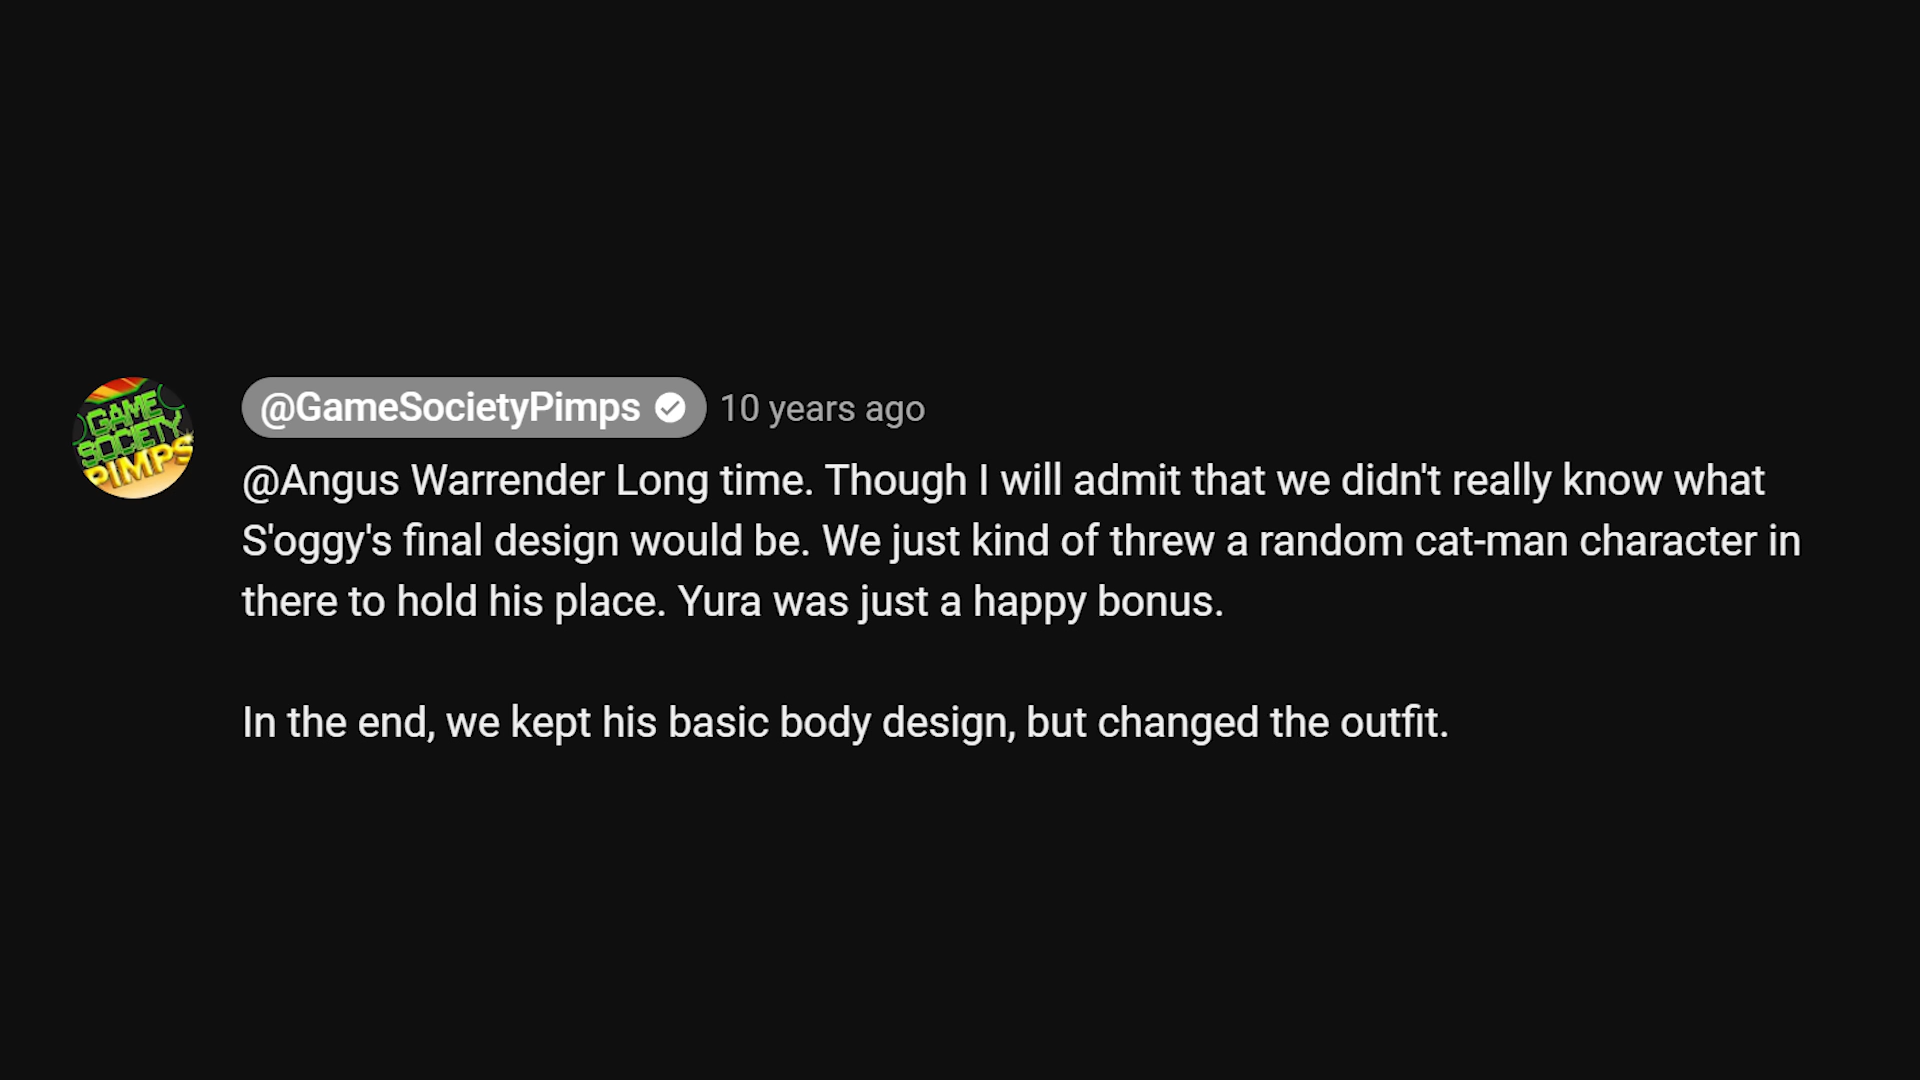 GAME
SOCIETY
PIMPS
@GameSocietyPimps 10 years ago
@Angus Warrender Long time. Though I will admit that we didn't really know what
S'oggy's final design would be. We just kind of threw a random cat-man character in
there to hold his place. Yura was just a happy bonus.
In the end, we kept his basic body design, but changed the outfit.